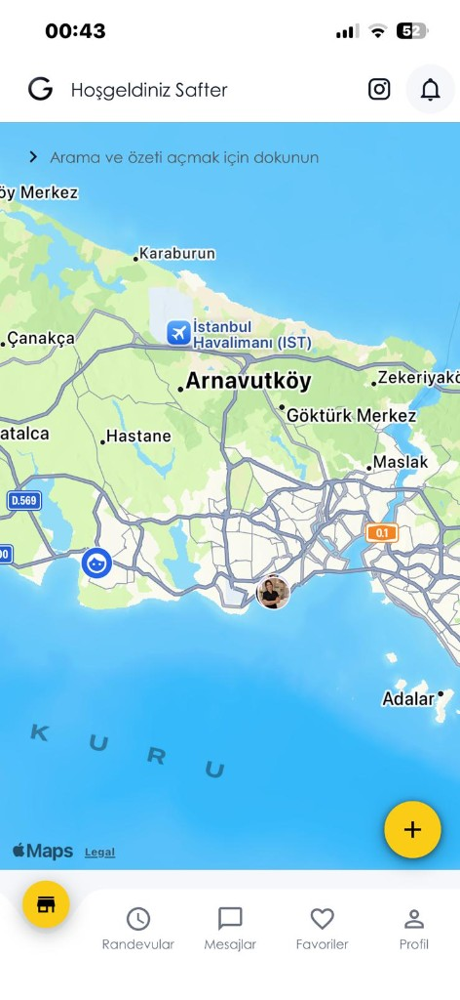 00:43
52
G Hoşgeldiniz Safter
Arama ve özeti açmak için dokunun
öy Merkez
Karaburun
İstanbul
Havalimanı (IST)
Çanakça
Arnavutköy
Zekeriyakö
Göktürk Merkez
atalca
Hastane
Maslak
D.569
O.1
00
Adalar
K U R U
Maps Legal
+
Randevular Mesajlar Favoriler Profil